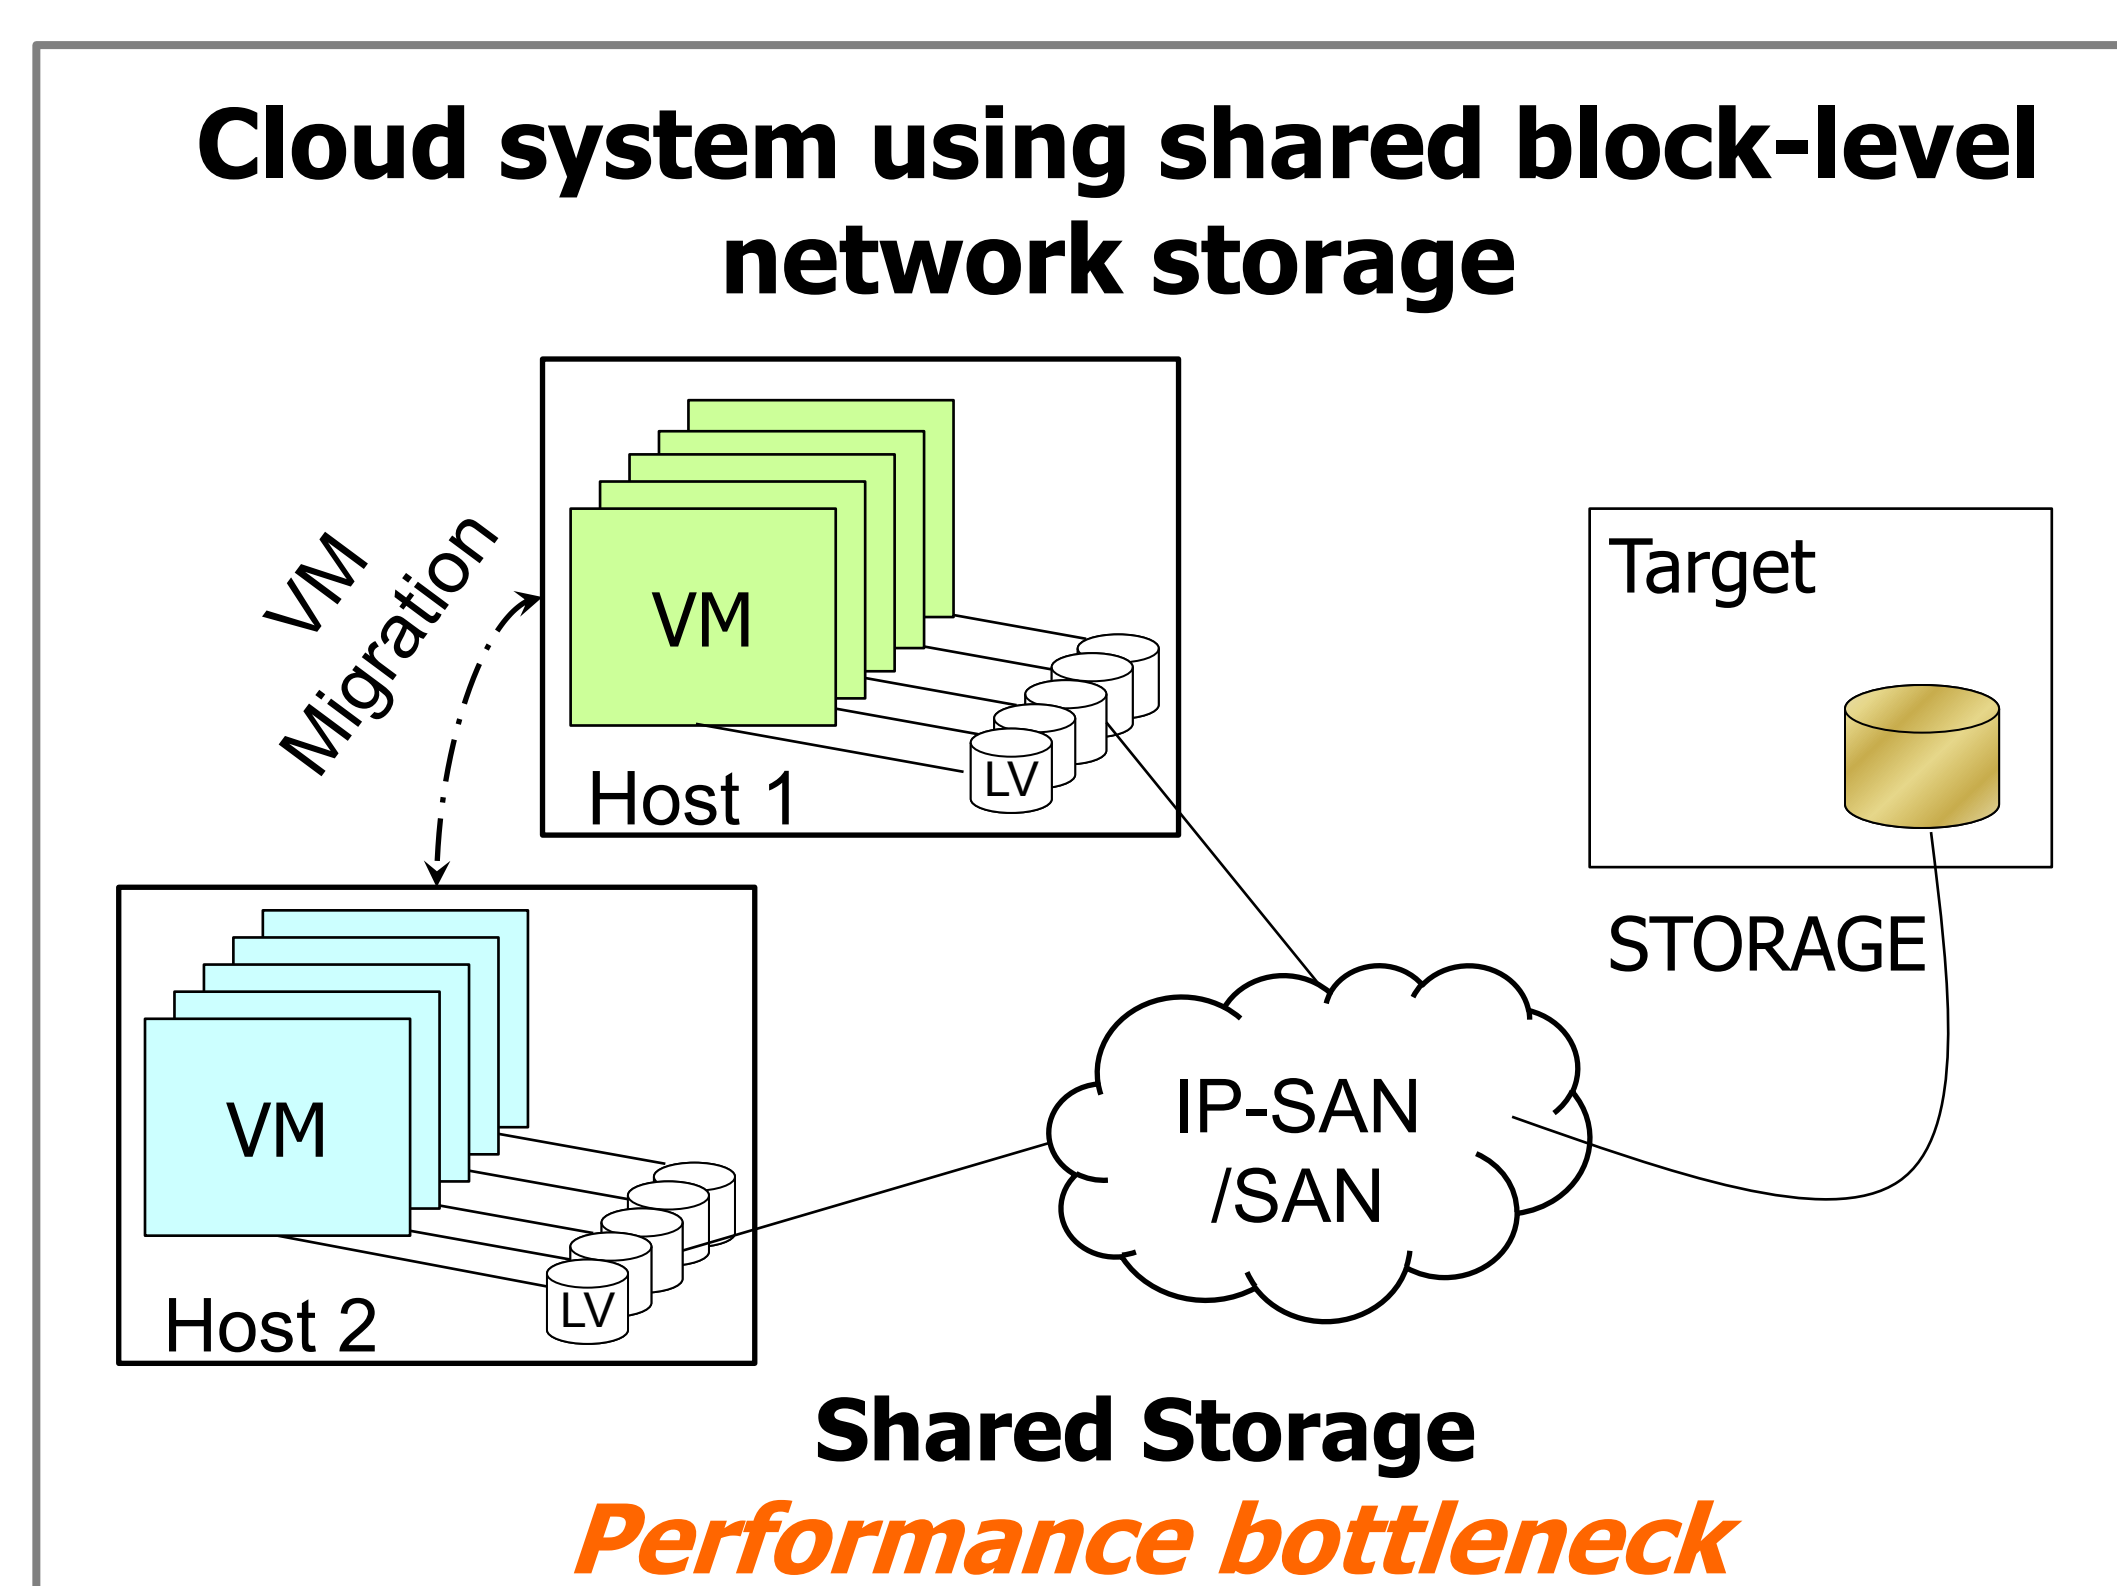 Cloud system using shared block-level
network storage
VM
Migration
VM
LV
Host 1
Target
STORAGE
VM
LV
Host 2
IP-SAN
/SAN
Shared Storage
Performance bottleneck